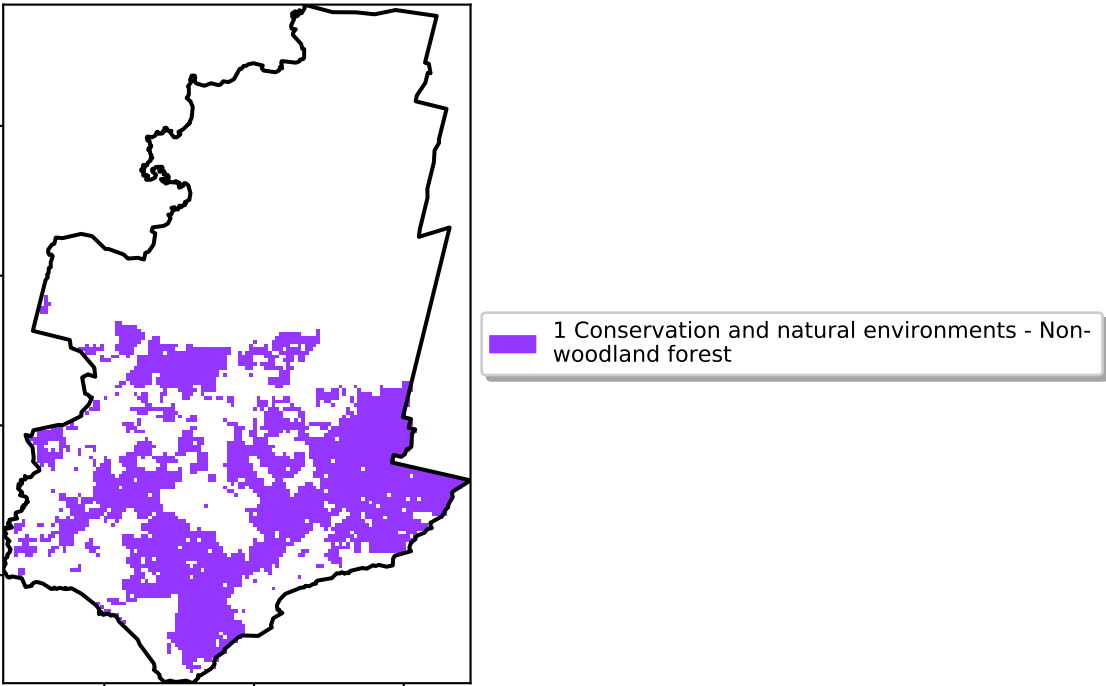 1 Conservation and natural environments - Non-
woodland forest